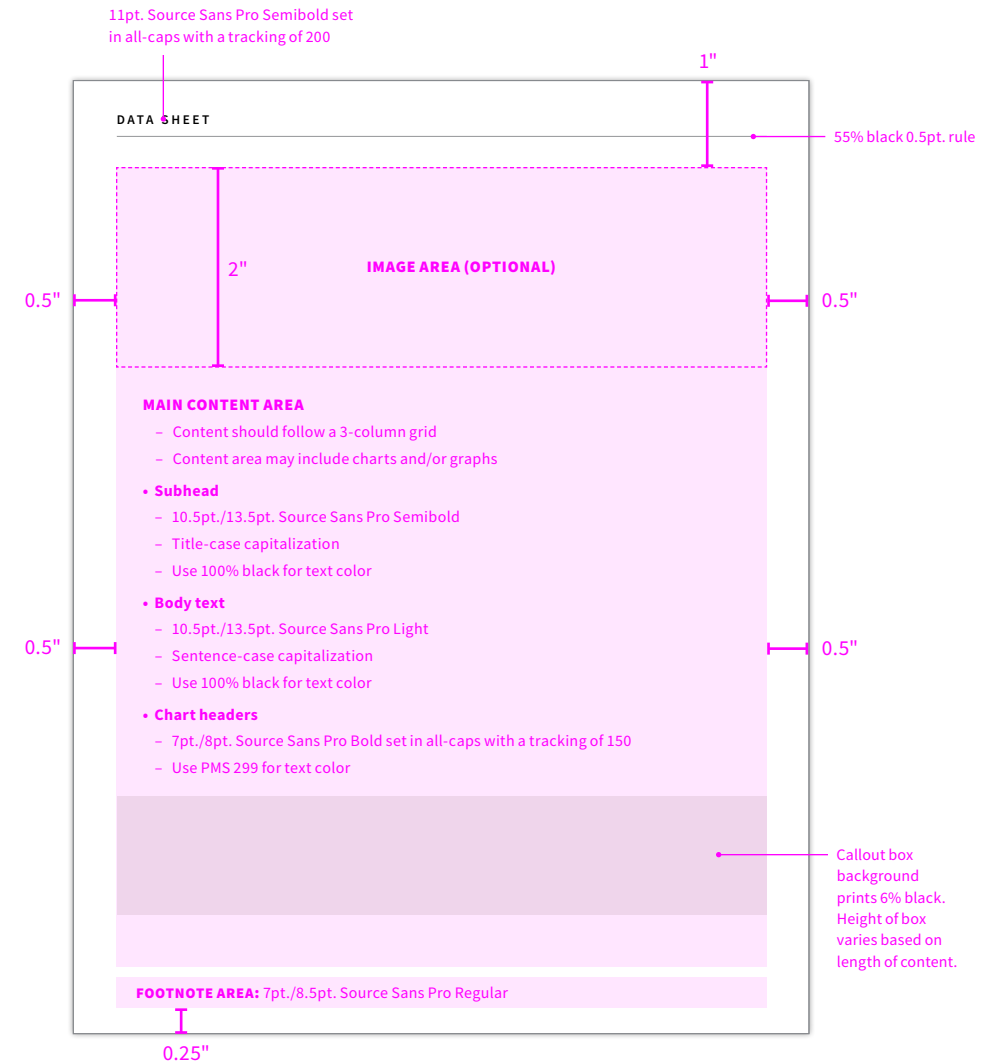 11pt. Source Sans Pro Semibold set
in all-caps with a tracking of 200
1"
DATA SHEET
55% black 0.5pt. rule
2"
IMAGE AREA (OPTIONAL)
0.5"
0.5"
MAIN CONTENT AREA
– Content should follow a 3-column grid
– Content area may include charts and/or graphs
• Subhead
– 10.5pt./13.5pt. Source Sans Pro Semibold
– Title-case capitalization
– Use 100% black for text color
• Body text
– 10.5pt./13.5pt. Source Sans Pro Light
0.5"
0.5"
– Sentence-case capitalization
– Use 100% black for text color
• Chart headers
– 7pt./8pt. Source Sans Pro Bold set in all-caps with a tracking of 150
– Use PMS 299 for text color
Callout box
background
prints 6% black.
Height of box
varies based on
length of content.
FOOTNOTE AREA: 7pt./8.5pt. Source Sans Pro Regular
0.25"